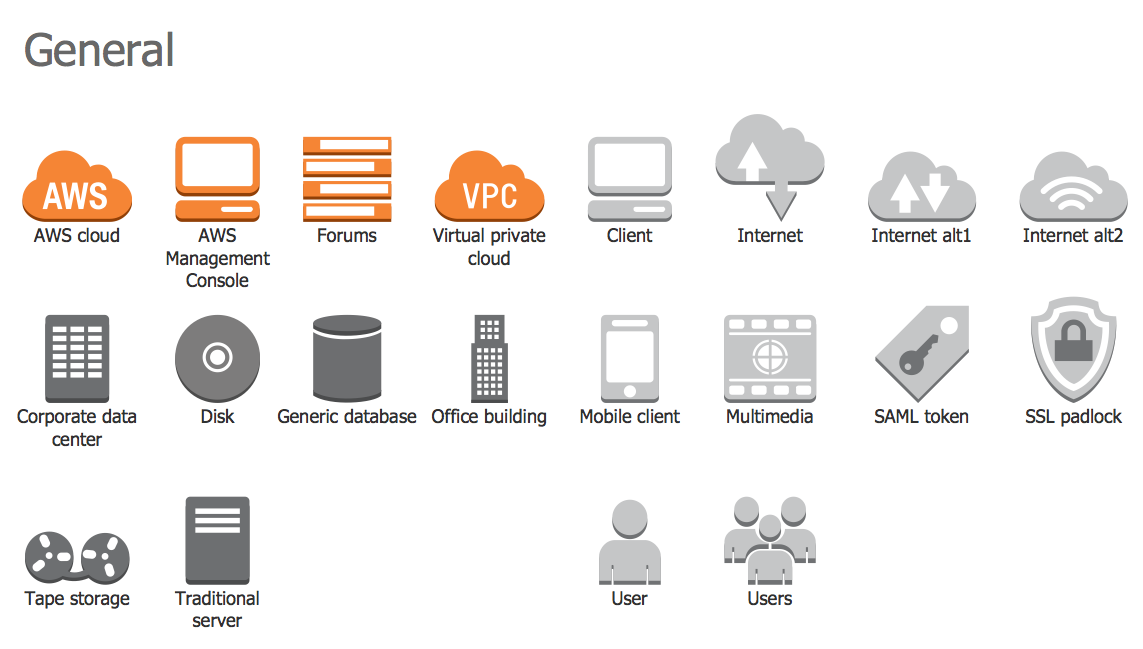 General
AWS
VPC
AWS cloud
AWS
Management
Console
Forums
Virtual private
cloud
Client
Internet
Internet alt1
Internet alt2
Corporate data
center
Disk
Generic database
Office building
Mobile client
Multimedia
SAML token
SSL padlock
Tape storage
Traditional
server
User
Users